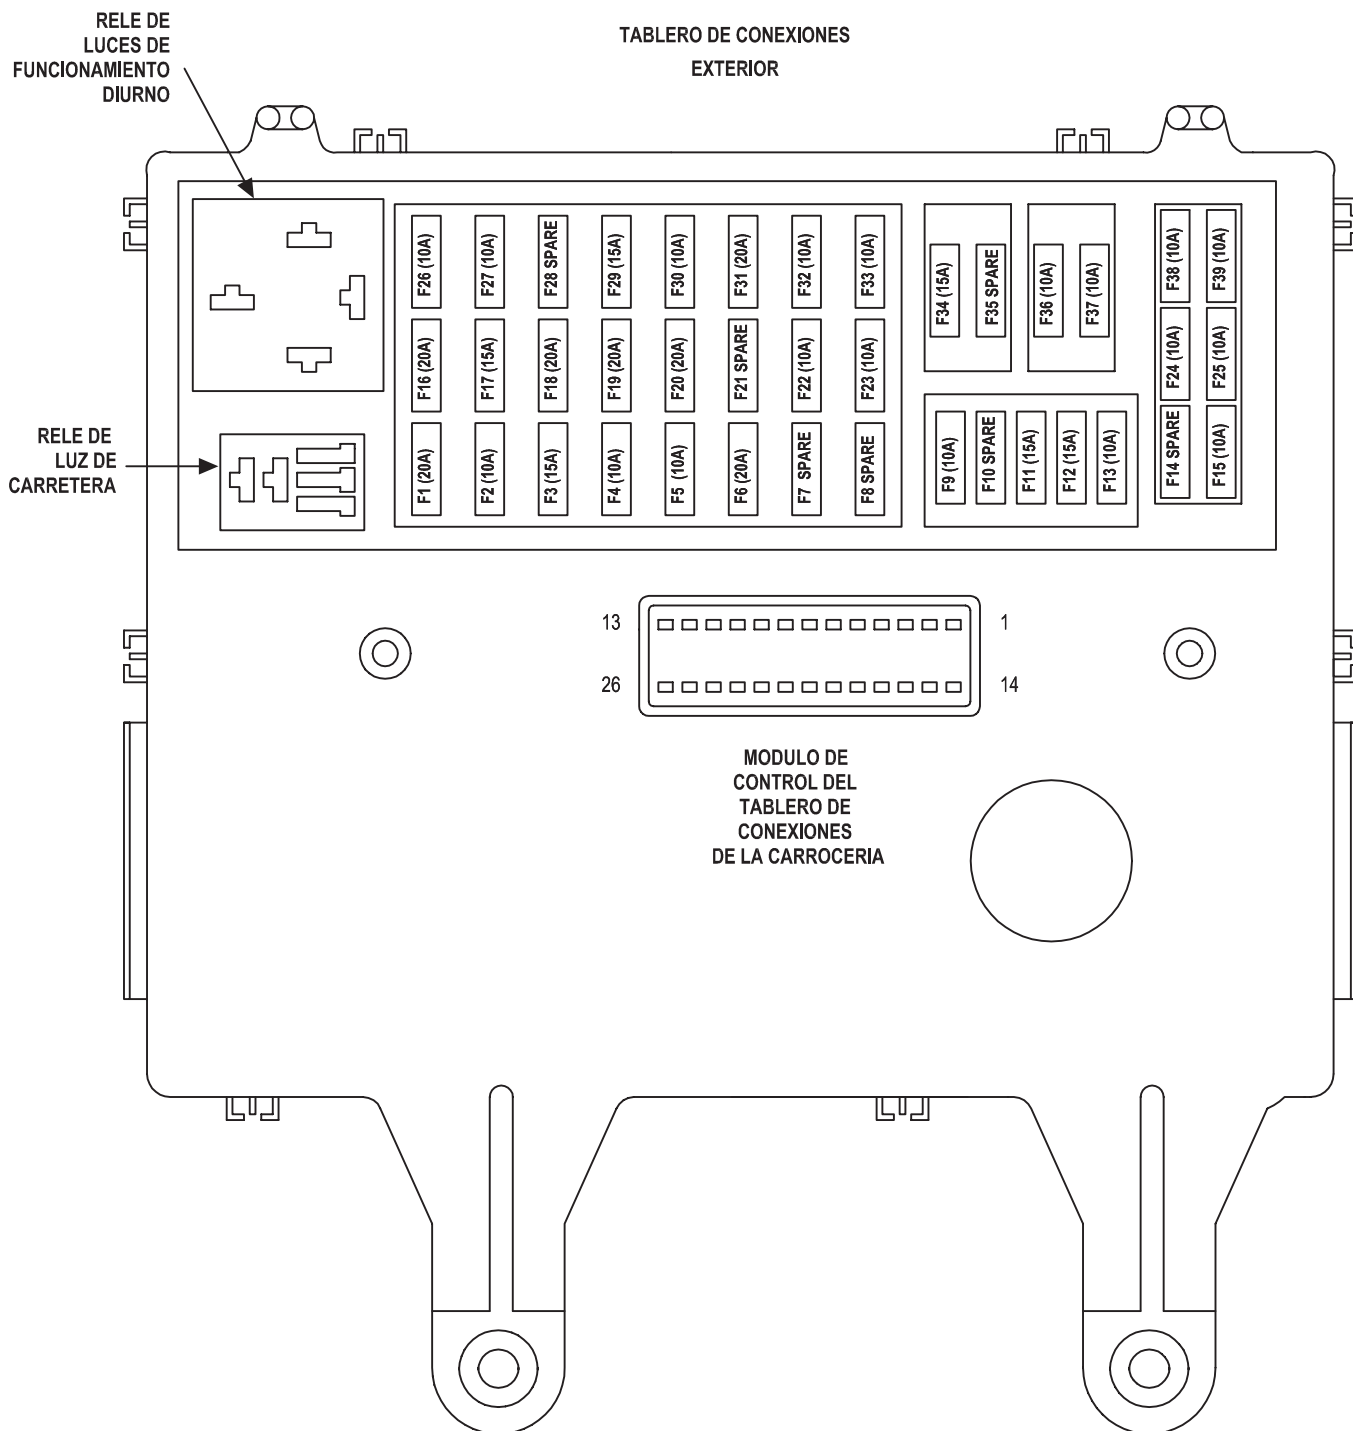 RELE DE
LUCES DE
FUNCIONAMIENTO
DIURNO
TABLERO DE CONEXIONES
EXTERIOR
RELE DE
LUZ DE
CARRETERA
F26 (10A)
F27 (10A)
F28 SPARE
F29 (15A)
F30 (10A)
F31 (20A)
F32 (10A)
F33 (10A)
F16 (20A)
F17 (15A)
F18 (20A)
F19 (20A)
F20 (20A)
F21 SPARE
F22 (10A)
F23 (10A)
F1 (20A)
F2 (10A)
F3 (15A)
F4 (10A)
F5 (10A)
F6 (20A)
F7 SPARE
F8 SPARE
F34 (15A)
F35 SPARE
F36 (10A)
F37 (10A)
F9 (10A)
F10 SPARE
F11 (15A)
F12 (15A)
F13 (10A)
F38 (10A)
F39 (10A)
F24 (10A)
F25 (10A)
F14 SPARE
F15 (10A)
13
1
26
14
MODULO DE
CONTROL DEL
TABLERO DE
CONEXIONES
DE LA CARROCERIA